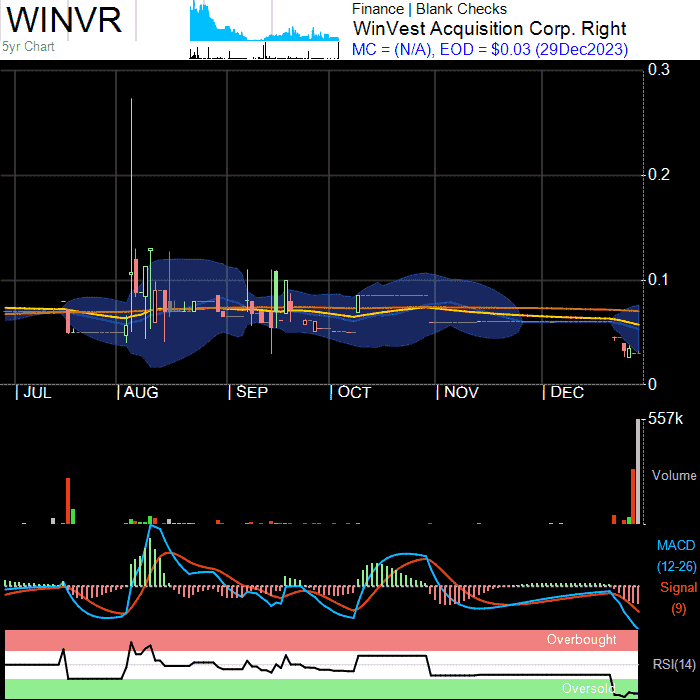 WINVR
5yr Chart
Finance | Blank Checks
WinVest Acquisition Corp. Right
MC = (N/A), EOD = $0.03 (29Dec2023)
0.3
0.2
0.1
0
JUL
AUG
SEP
OCT
NOV
DEC
557k
Volume
MACD
(12-26)
Signal
(9)
Overbought
RSI(14)
Oversold